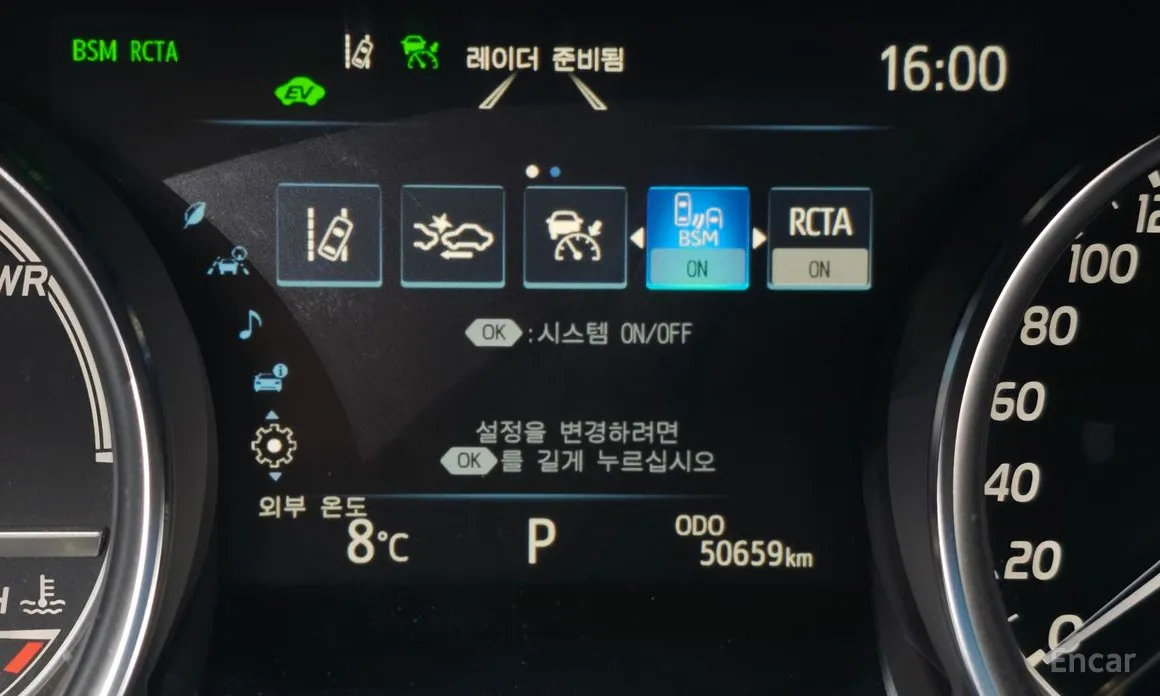 BSM RCTA
레이더 준비됨
16:00
EV
BSM
ON
RCTA
ON
OK :시스템 ON/OFF
설정을 변경하려면
OK 를 길게 누르십시오
외부 온도
8°C
P
ODO
50659km
WR
H
12
100
80
60
40
20
0
Encar